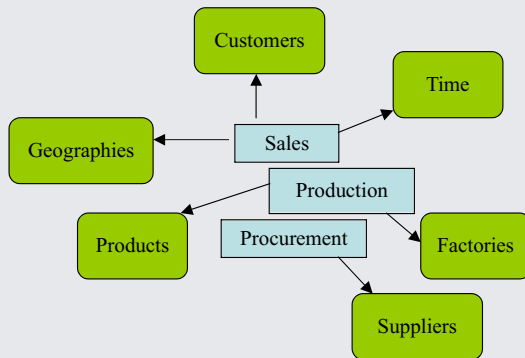 Customers
Time
Sales
Geographies
Production
Products
Procurement
Factories
Suppliers